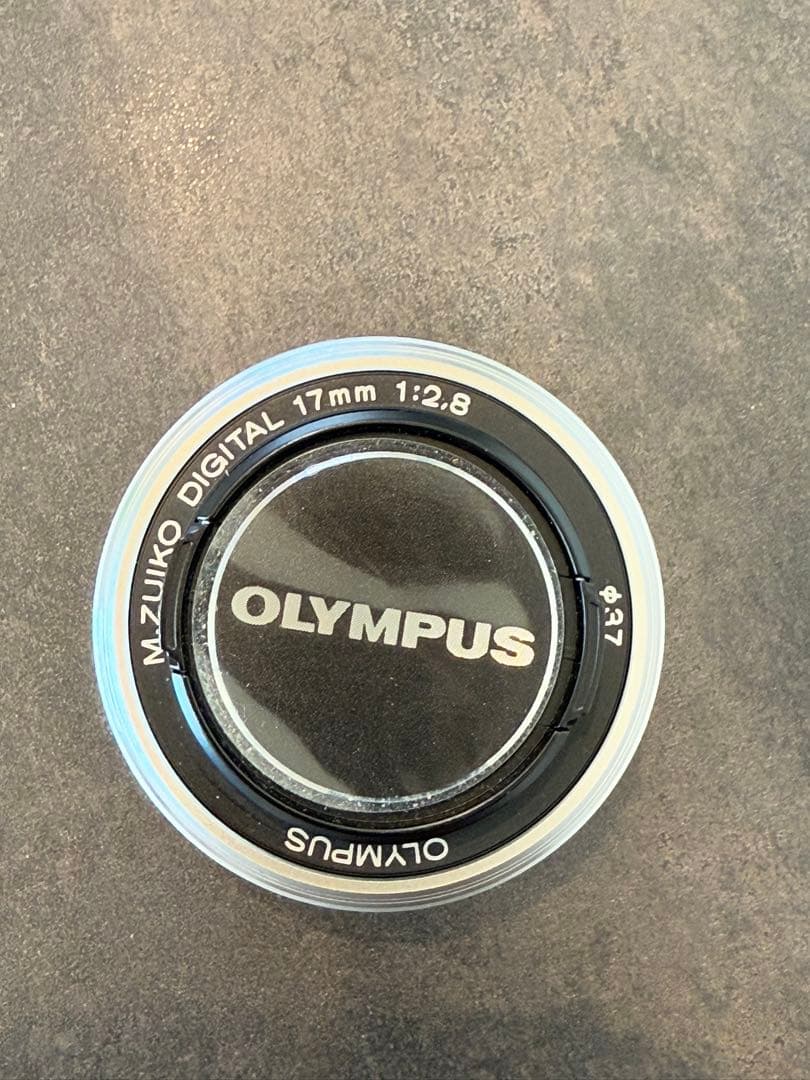 M.ZUIKO DIGITAL 17mm 1:2.8
ϕ37
OLYMPUS
OLYMPUS